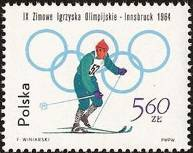 IX Zimowe Igrzyska Olimpijskie - Innsbruck 1964
Polska
5,60
ZŁ
F. WINIARSKI
PWPW.